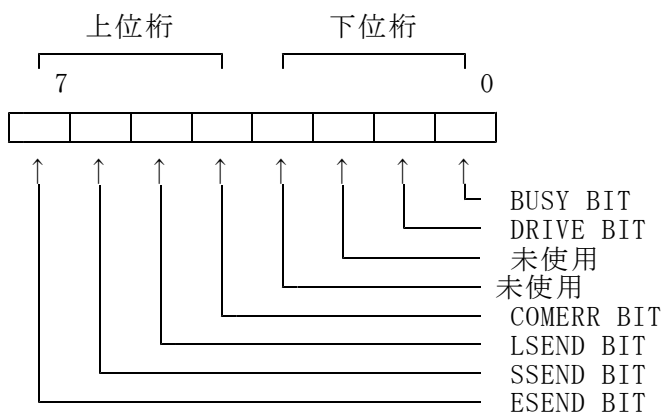 上位桁 下位桁
7 0
BUSY BIT
DRIVE BIT
未使用
未使用
COMERR BIT
LSEND BIT
SSEND BIT
ESEND BIT